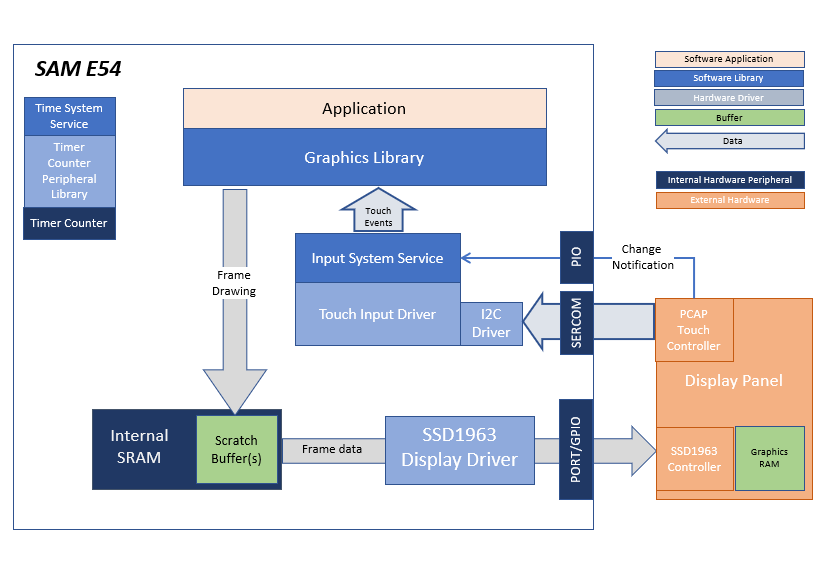 SAM E54
Time System
Service
Timer
Counter
Peripheral
Library
Timer Counter
Application
Graphics Library
Touch
Events
Frame
Drawing
Input System Service
Touch Input Driver
I2C
Driver
PIO
SERCOM
Change
Notification
PCAP
Touch
Controller
Display Panel
Internal
SRAM
Scratch
Buffer(s)
Frame data
SSD1963
Display Driver
PORT/GPIO
SSD1963
Controller
Graphics
RAM
Software Application
Software Library
Hardware Driver
Buffer
Data
Internal Hardware Peripheral
External Hardware